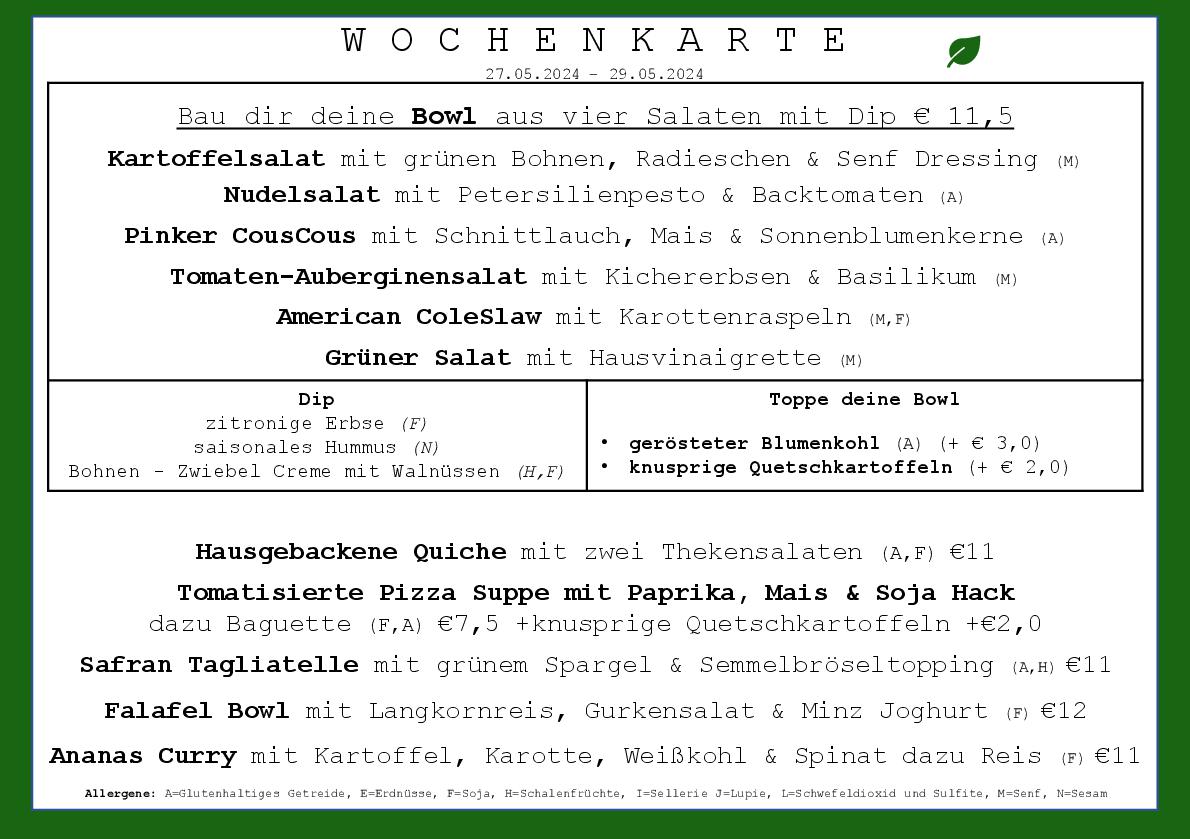 WOCHENKARTE
27.05.2024 – 29.05.2024
Bau dir deine Bowl aus vier Salaten mit Dip € 11,5
Kartoffelsalat mit grünen Bohnen, Radieschen & Senf Dressing (M)
Nudelsalat mit Petersilienpesto & Backtomaten (A)
Pinker CousCous mit Schnittlauch, Mais & Sonnenblumenkerne (A)
Tomaten-Auberginensalat mit Kichererbsen & Basilikum (M)
American ColeSlaw mit Karottenraspeln (M,F)
Grüner Salat mit Hausvinaigrette (M)
Dip
zitronige Erbse (F)
saisonales Hummus (N)
Bohnen - Zwiebel Creme mit Walnüssen (H,F)
Toppe deine Bowl
• gerösteter Blumenkohl (A) (+ € 3,0)
• knusprige Quetschkartoffeln (+ € 2,0)
Hausgebackene Quiche mit zwei Thekensalaten (A,F) €11
Tomatisierte Pizza Suppe mit Paprika, Mais & Soja Hack
dazu Baguette (F,A) €7,5 +knusprige Quetschkartoffeln +€2,0
Safran Tagliatelle mit grünem Spargel & Semmelbröseltopping (A,H) €11
Falafel Bowl mit Langkornreis, Gurkensalat & Minz Joghurt (F) €12
Ananas Curry mit Kartoffel, Karotte, Weißkohl & Spinat dazu Reis (F) €11
Allergene: A=Glutenhaltiges Getreide, E=Erdnüsse, F=Soja, H=Schalenfrüchte, I=Sellerie J=Lupie, L=Schwefeldioxid und Sulfite, M=Senf, N=Sesam